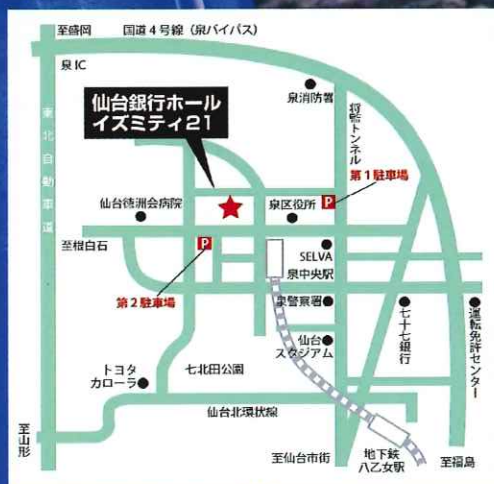 至盛岡
国道4号線（泉バイパス）
泉IC
泉消防署
仙台銀行ホール
イズミティ21
東北自動車道
将監トンネル
第1駐車場
P
仙台徳洲会病院
泉区役所
至根白石
P
SELVA
泉中央駅
第2駐車場
泉警察署
仙台
スタジアム
七十七銀行
運転免許センター
トヨタ
カローラ
七北田公園
仙台北環状線
至山形
至仙台市街
地下鉄
八乙女駅
至福島